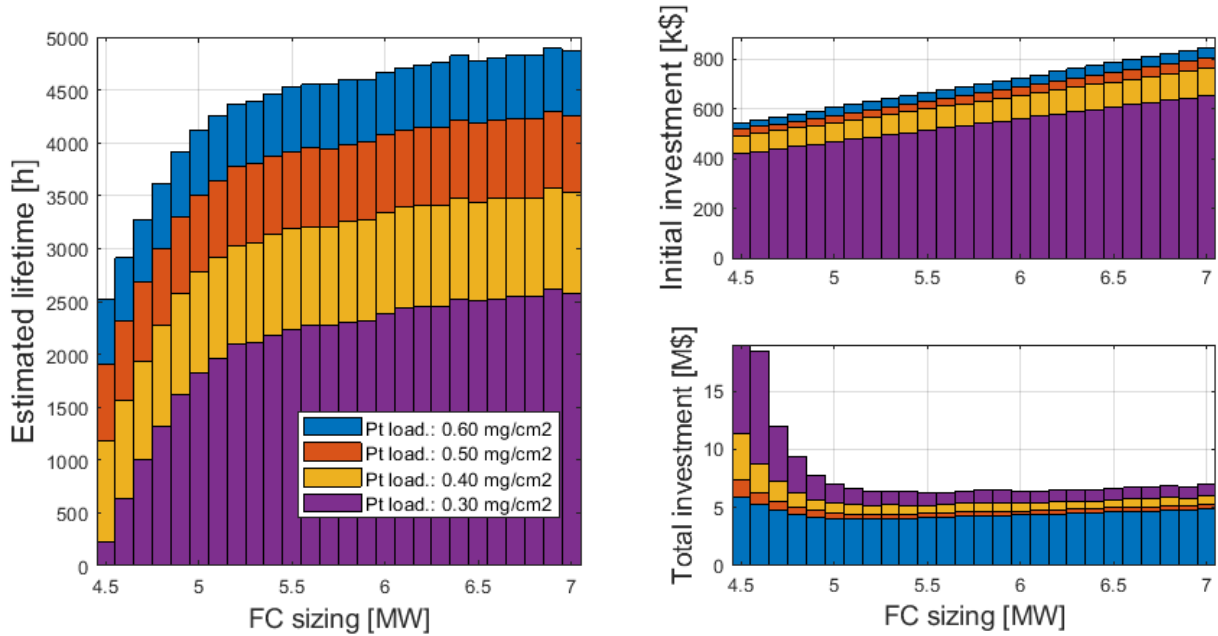 Estimated lifetime [h]
5000
4500
4000
3500
3000
2500
2000
1500
1000
500
0
4.5 5 5.5 6 6.5 7
FC sizing [MW]
Pt load.: 0.60 mg/cm2
Pt load.: 0.50 mg/cm2
Pt load.: 0.40 mg/cm2
Pt load.: 0.30 mg/cm2
Initial investment [k$]
800
600
400
200
0
4.5 5 5.5 6 6.5 7
Total investment [M$]
15
10
5
0
4.5 5 5.5 6 6.5 7
FC sizing [MW]